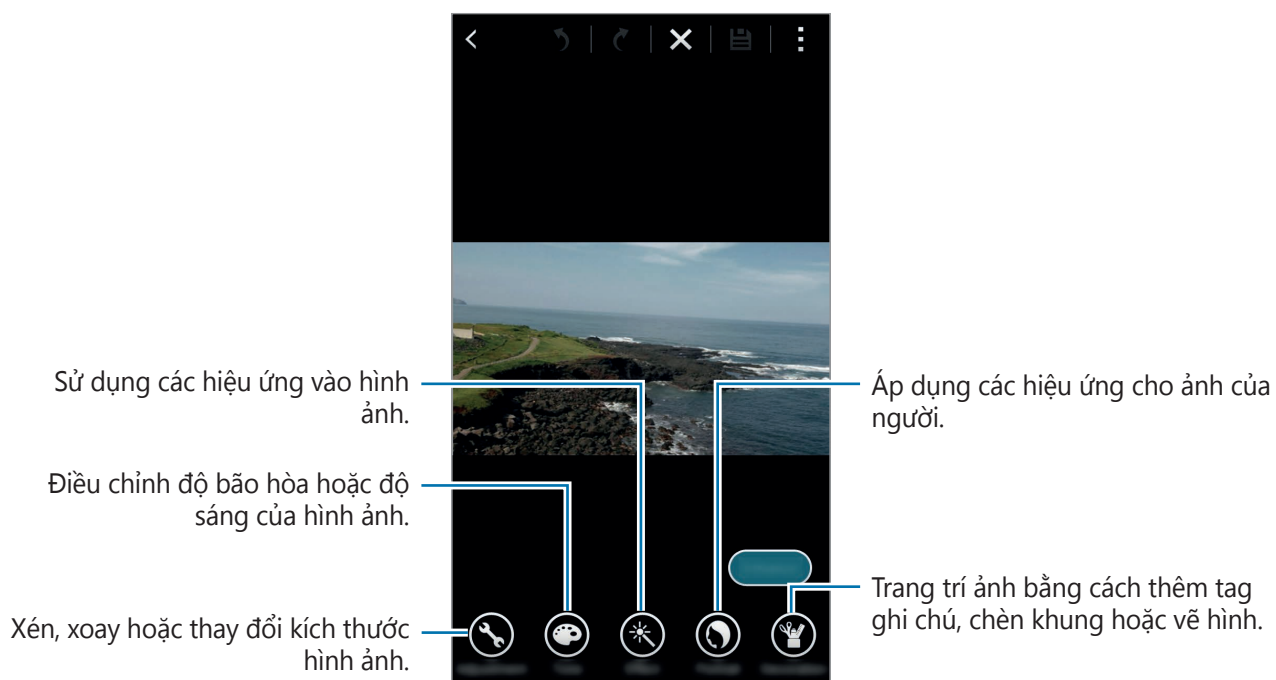 Sử dụng các hiệu ứng vào hình
ảnh.
Điều chỉnh độ bão hòa hoặc độ
sáng của hình ảnh.
Xén, xoay hoặc thay đổi kích thước
hình ảnh.
Áp dụng các hiệu ứng cho ảnh của
người.
Trang trí ảnh bằng cách thêm tag
ghi chú, chèn khung hoặc vẽ hình.